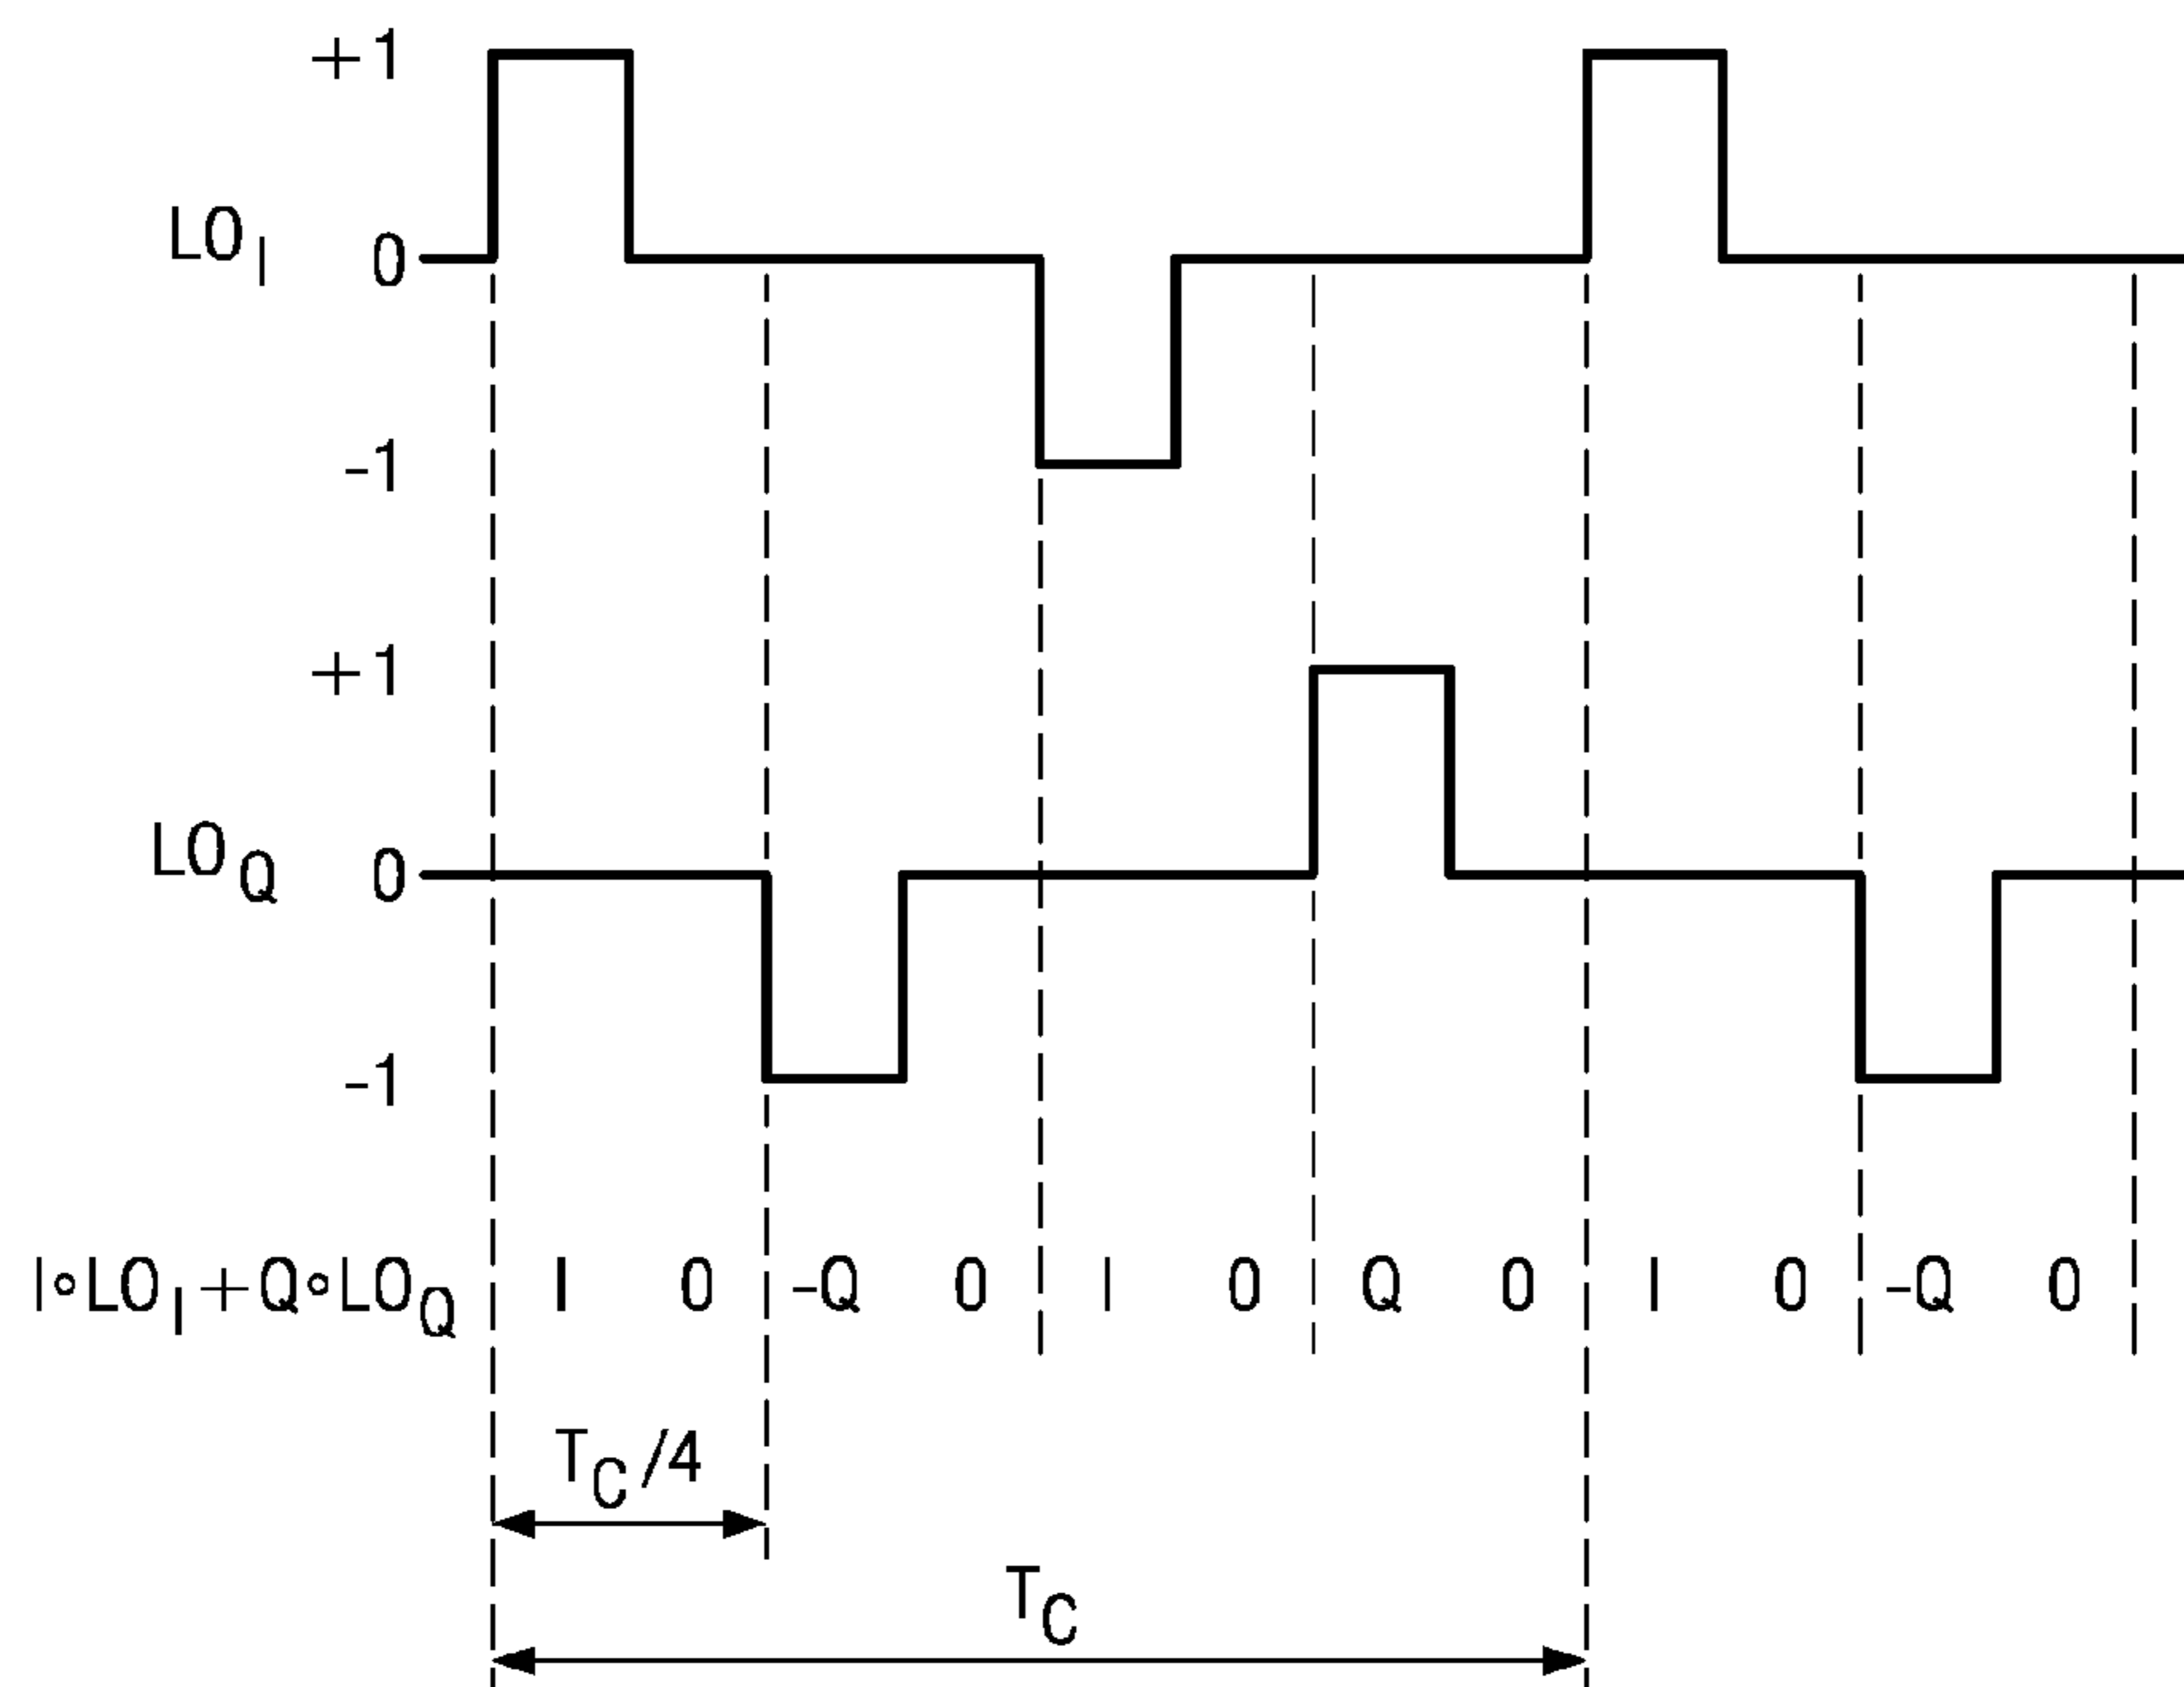 +1
LO_I 0
-1
+1
LO_Q 0
-1
I∘LO_I+Q∘LO_Q I 0 -Q 0 I 0 Q 0 I 0 -Q 0
T_C/4
T_C